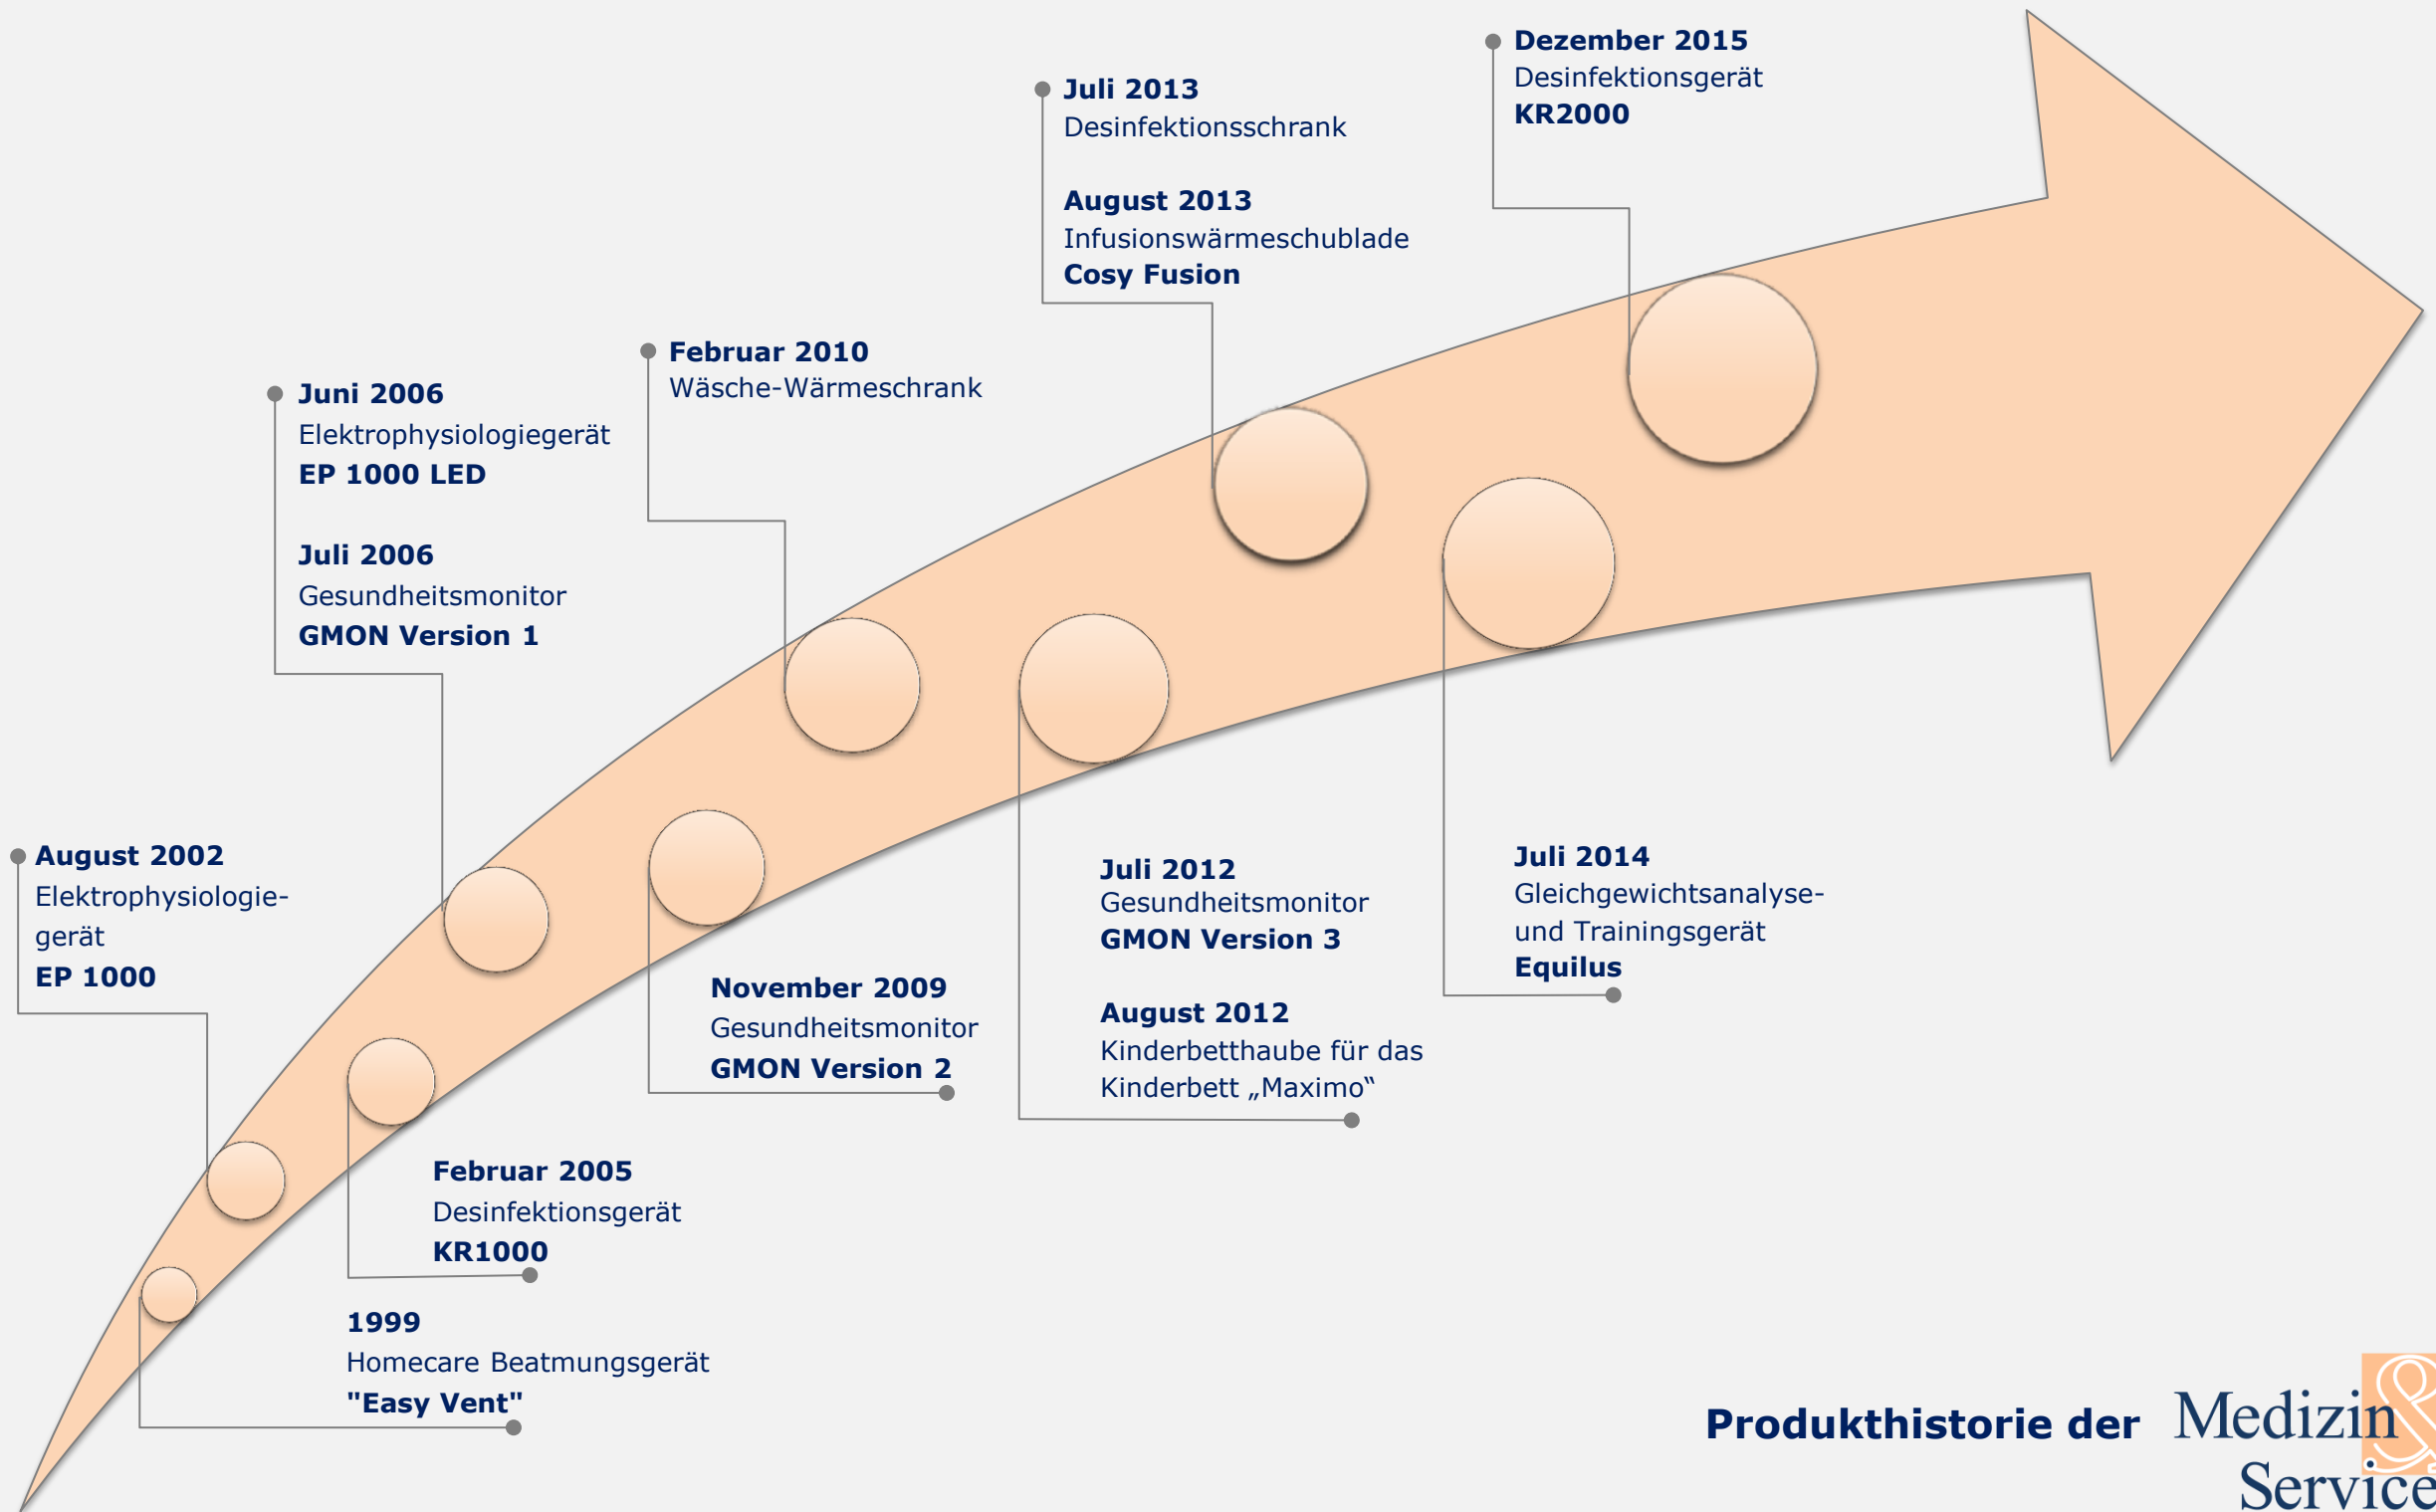 Dezember 2015
Desinfektionsgerät
KR2000
Juli 2013
Desinfektionsschrank
August 2013
Infusionswärmeschublade
Cosy Fusion
Februar 2010
Wäsche-Wärmeschrank
Juni 2006
Elektrophysiologiegerät
EP 1000 LED
Juli 2006
Gesundheitsmonitor
GMON Version 1
August 2002
Elektrophysiologie-
gerät
EP 1000
Juli 2012
Gesundheitsmonitor
GMON Version 3
August 2012
Kinderbetthaube für das
Kinderbett „Maximo“
Juli 2014
Gleichgewichtsanalyse-
und Trainingsgerät
Equilus
November 2009
Gesundheitsmonitor
GMON Version 2
Februar 2005
Desinfektionsgerät
KR1000
1999
Homecare Beatmungsgerät
"Easy Vent"
Produkthistorie der
Medizin &
Service